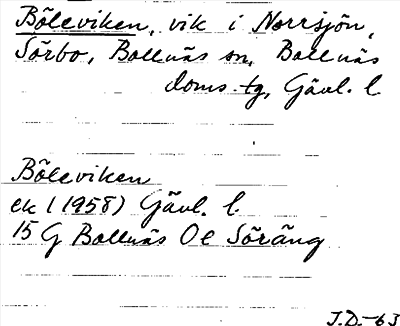 Böleviken, vik i Norrsjön,
Sörbo, Bollnäs sn, Bollnäs
doms. tg, Gävl. l.
Böleviken
ek (1958) Gävl. l.
15 G Bollnäs Ol Söräng
J.D.-63